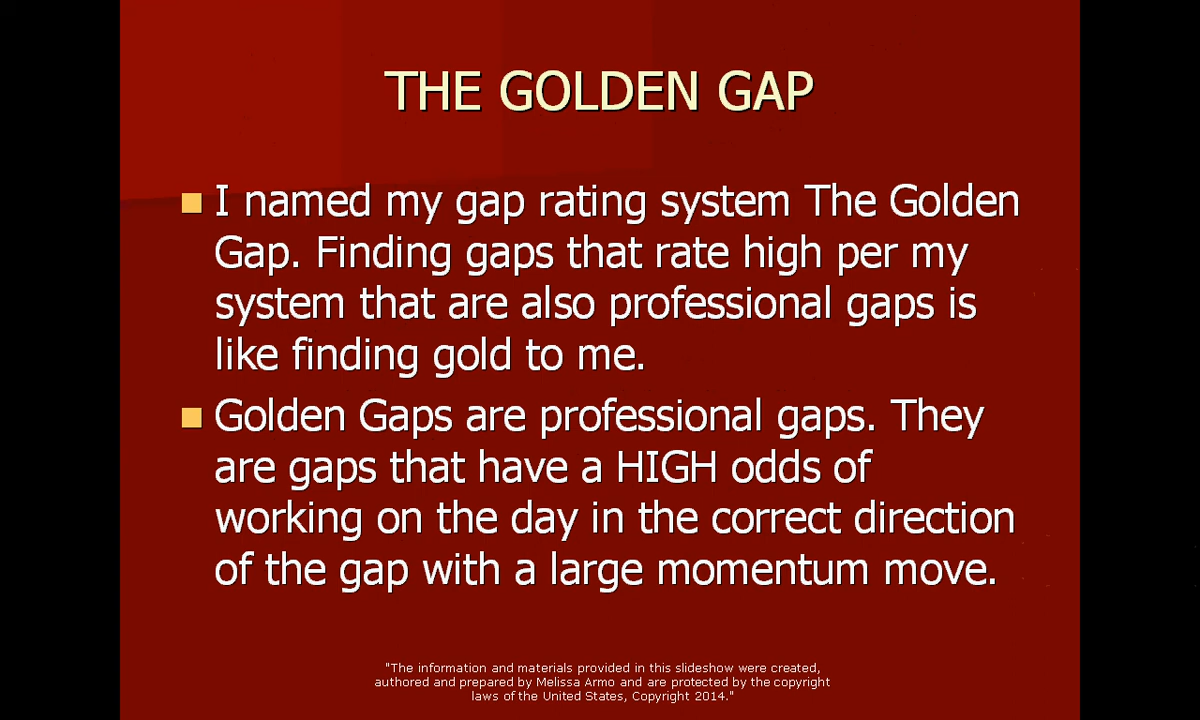 THE GOLDEN GAP
I named my gap rating system The Golden
Gap. Finding gaps that rate high per my
system that are also professional gaps is
like finding gold to me.
Golden Gaps are professional gaps. They
are gaps that have a HIGH odds of
working on the day in the correct direction
of the gap with a large momentum move.
"The information and materials provided in this slideshow were created,
authored and prepared by Melissa Armo and are protected by the copyright
laws of the United States, Copyright 2014."